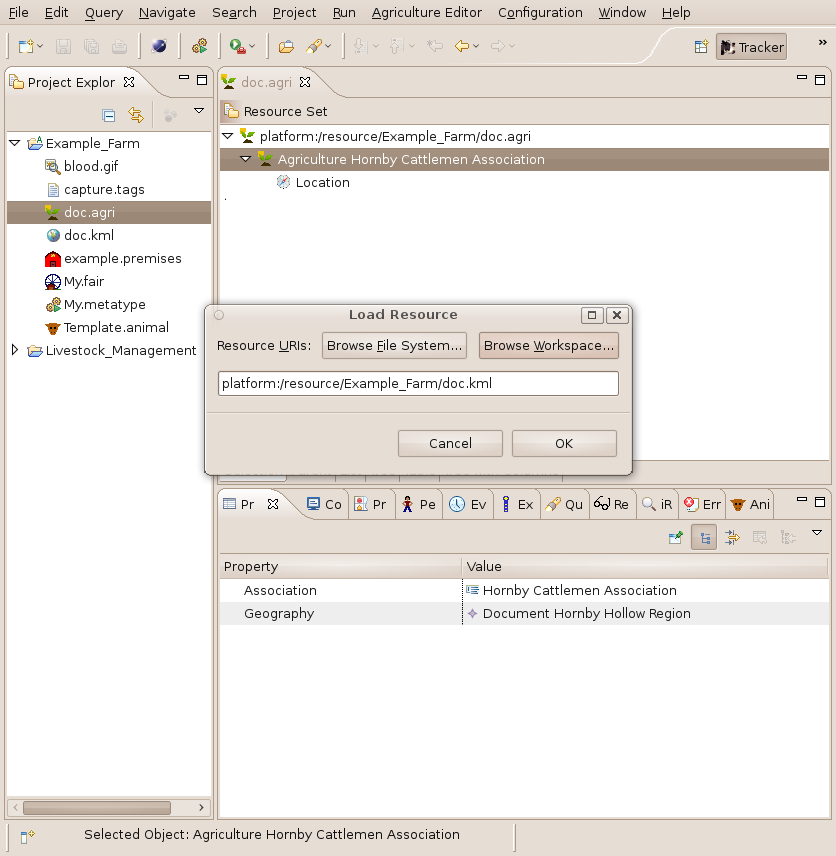 File Edit Query Navigate Search Project Run Agriculture Editor Configuration Window Help
Tracker
Project Explor
doc.agri
Resource Set
Example_Farm
blood.gif
capture.tags
doc.agri
doc.kml
example.premises
My.fair
My.metatype
Template.animal
Livestock_Management
platform:/resource/Example_Farm/doc.agri
Agriculture Hornby Cattlemen Association
Location
Load Resource
Resource URIs: Browse File System... Browse Workspace...
platform:/resource/Example_Farm/doc.kml
Cancel OK
Pr Co Pr Pe Ev Ex Qu Re iR Err Ani
Property Value
Association Hornby Cattlemen Association
Geography Document Hornby Hollow Region
Selected Object: Agriculture Hornby Cattlemen Association